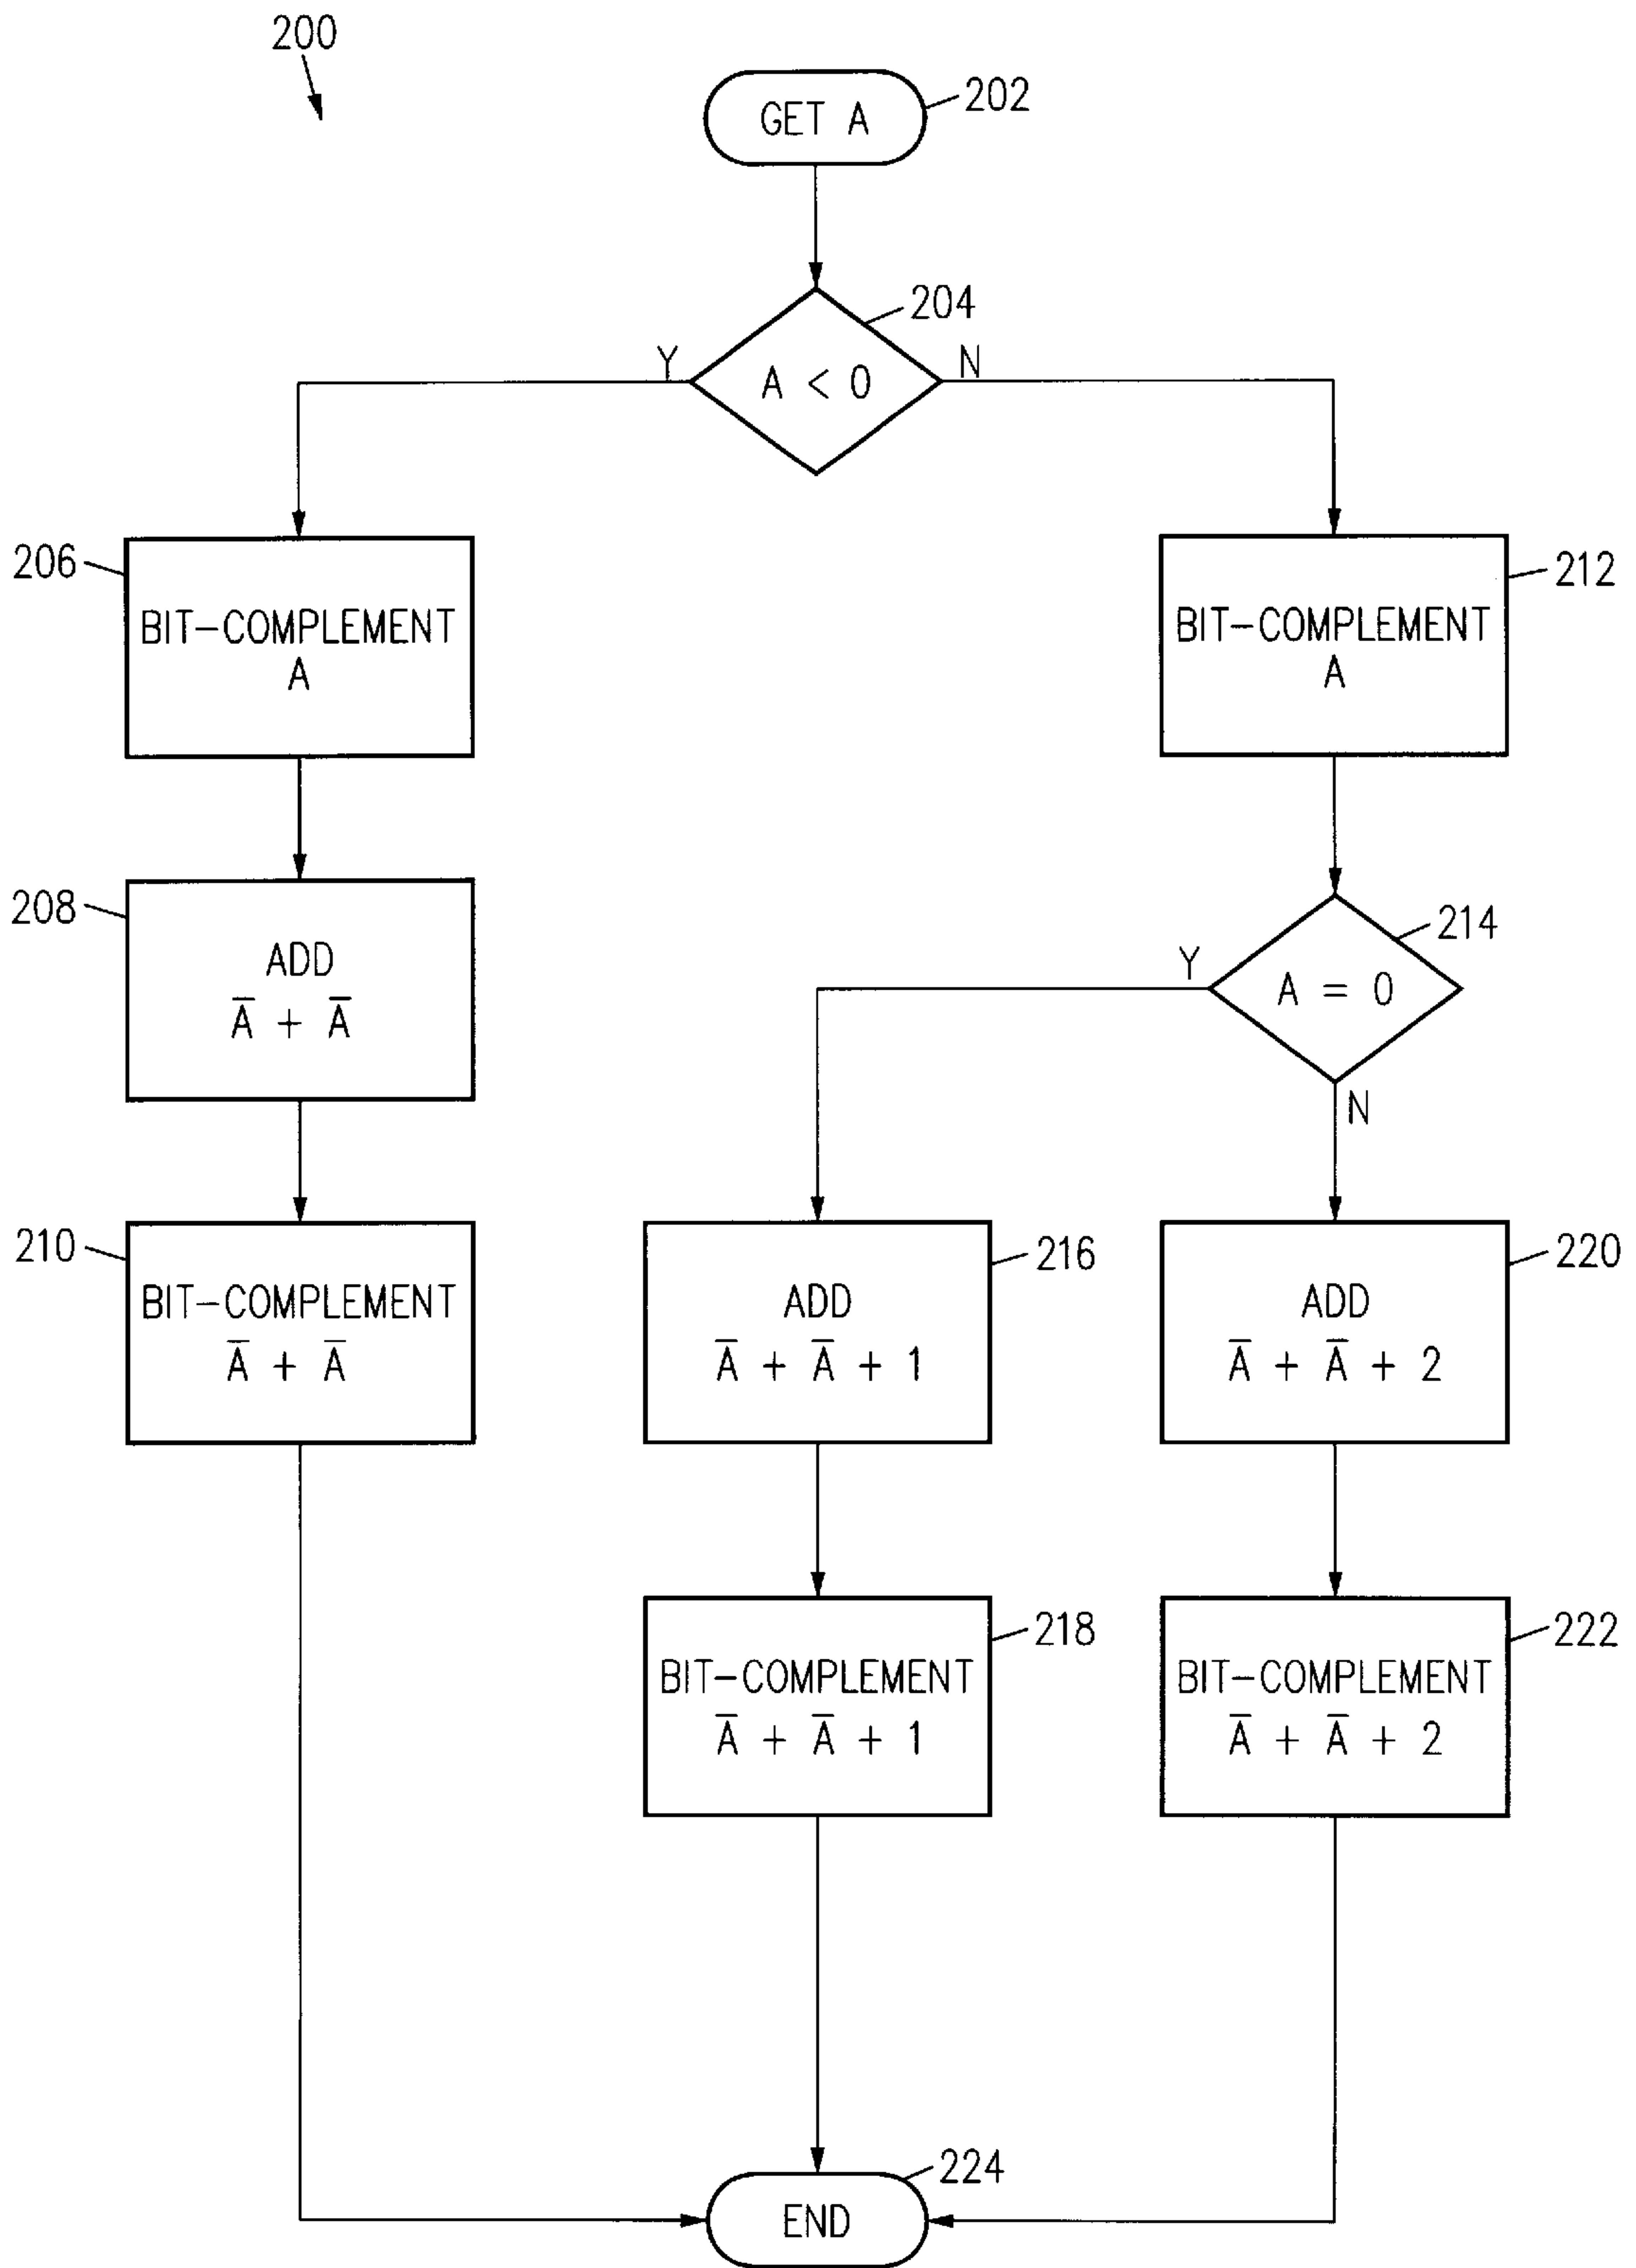 200
GET A
202
204
Y
A < 0
N
206
BIT-COMPLEMENT
A
212
BIT-COMPLEMENT
A
208
ADD
A̅ + A̅
214
Y
A = 0
N
210
BIT-COMPLEMENT
A̅ + A̅
216
ADD
A̅ + A̅ + 1
220
ADD
A̅ + A̅ + 2
218
BIT-COMPLEMENT
A̅ + A̅ + 1
222
BIT-COMPLEMENT
A̅ + A̅ + 2
224
END